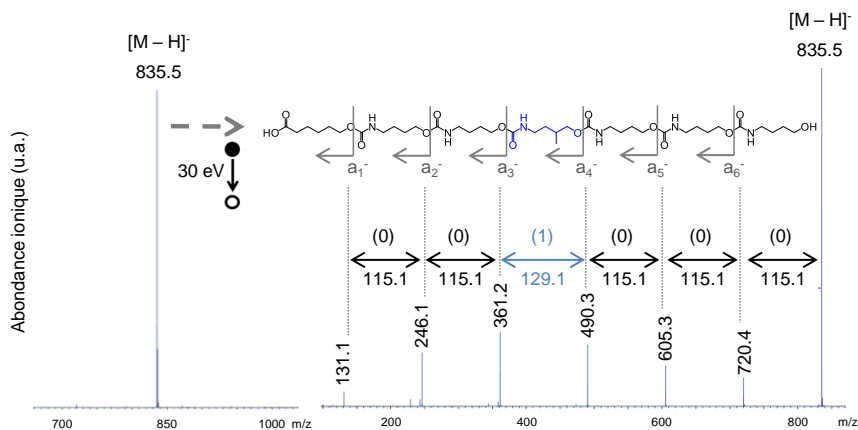 [M – H]-
835.5
[M – H]-
835.5
Abondance ionique (u.a.)
30 eV
HO
O
O
O
N
H
O
O
N
H
O
O
N
H
O
O
N
H
O
O
N
H
O
O
N
H
OH
a1-
a2-
a3-
a4-
a5-
a6-
(0)
(0)
(1)
(0)
(0)
(0)
115.1
115.1
129.1
115.1
115.1
115.1
131.1
246.1
361.2
490.3
605.3
720.4
700
850
1000
m/z
200
400
600
800
m/z